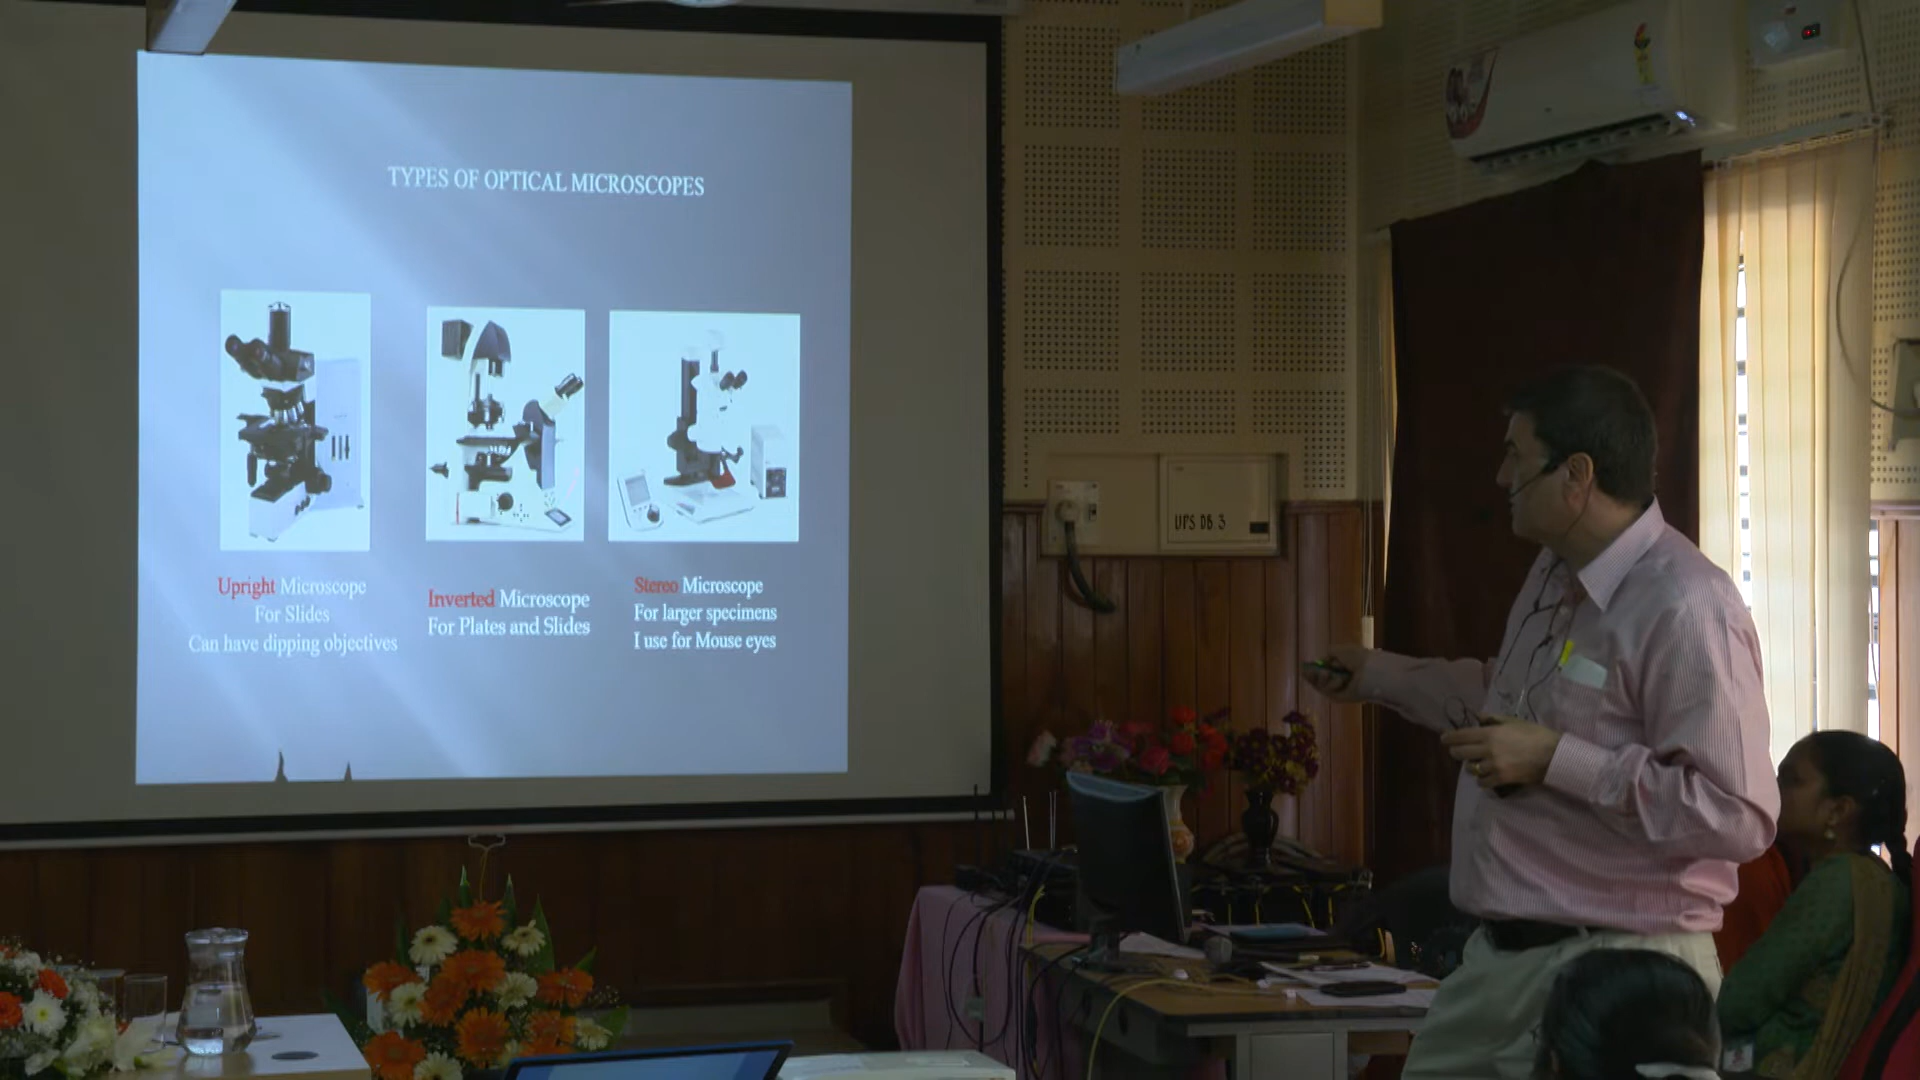 TYPES OF OPTICAL MICROSCOPES
Upright Microscope
For Slides
Can have dipping objectives
Inverted Microscope
For Plates and Slides
Stereo Microscope
For larger specimens
I use for Mouse eyes
UPS DB 3